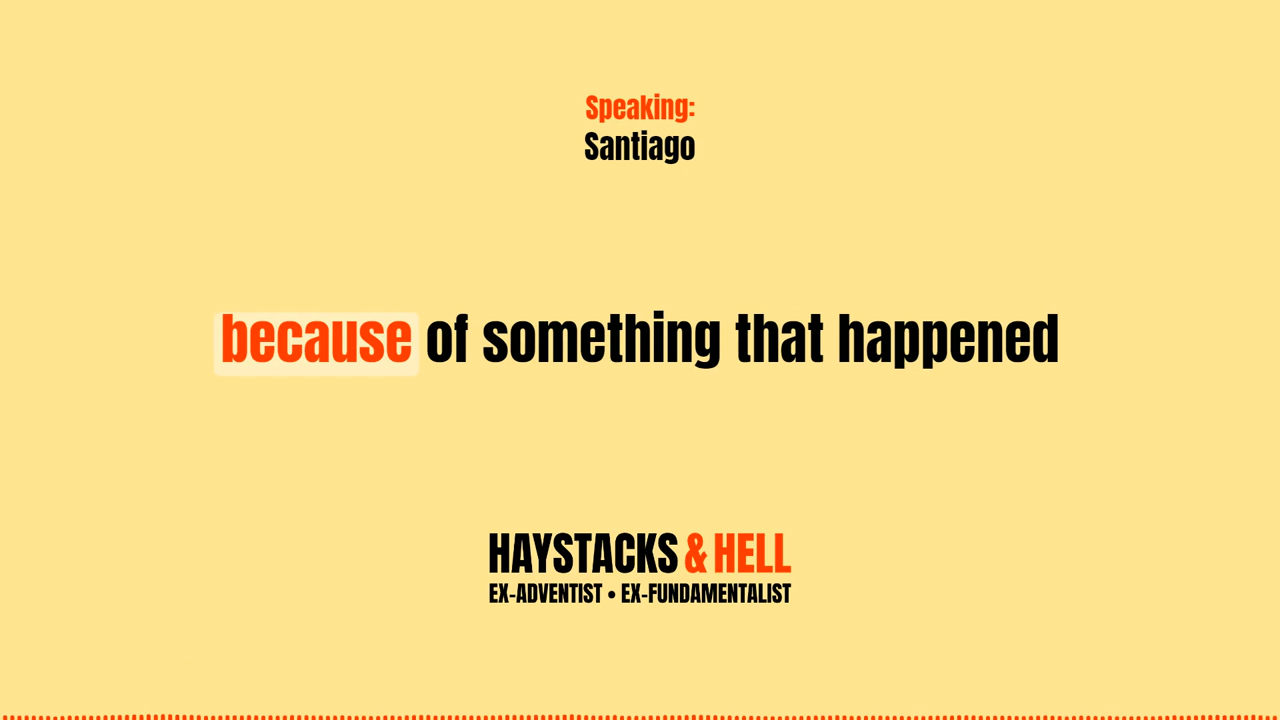 Speaking:
Santiago
because of something that happened
HAYSTACKS & HELL
EX-ADVENTIST • EX-FUNDAMENTALIST